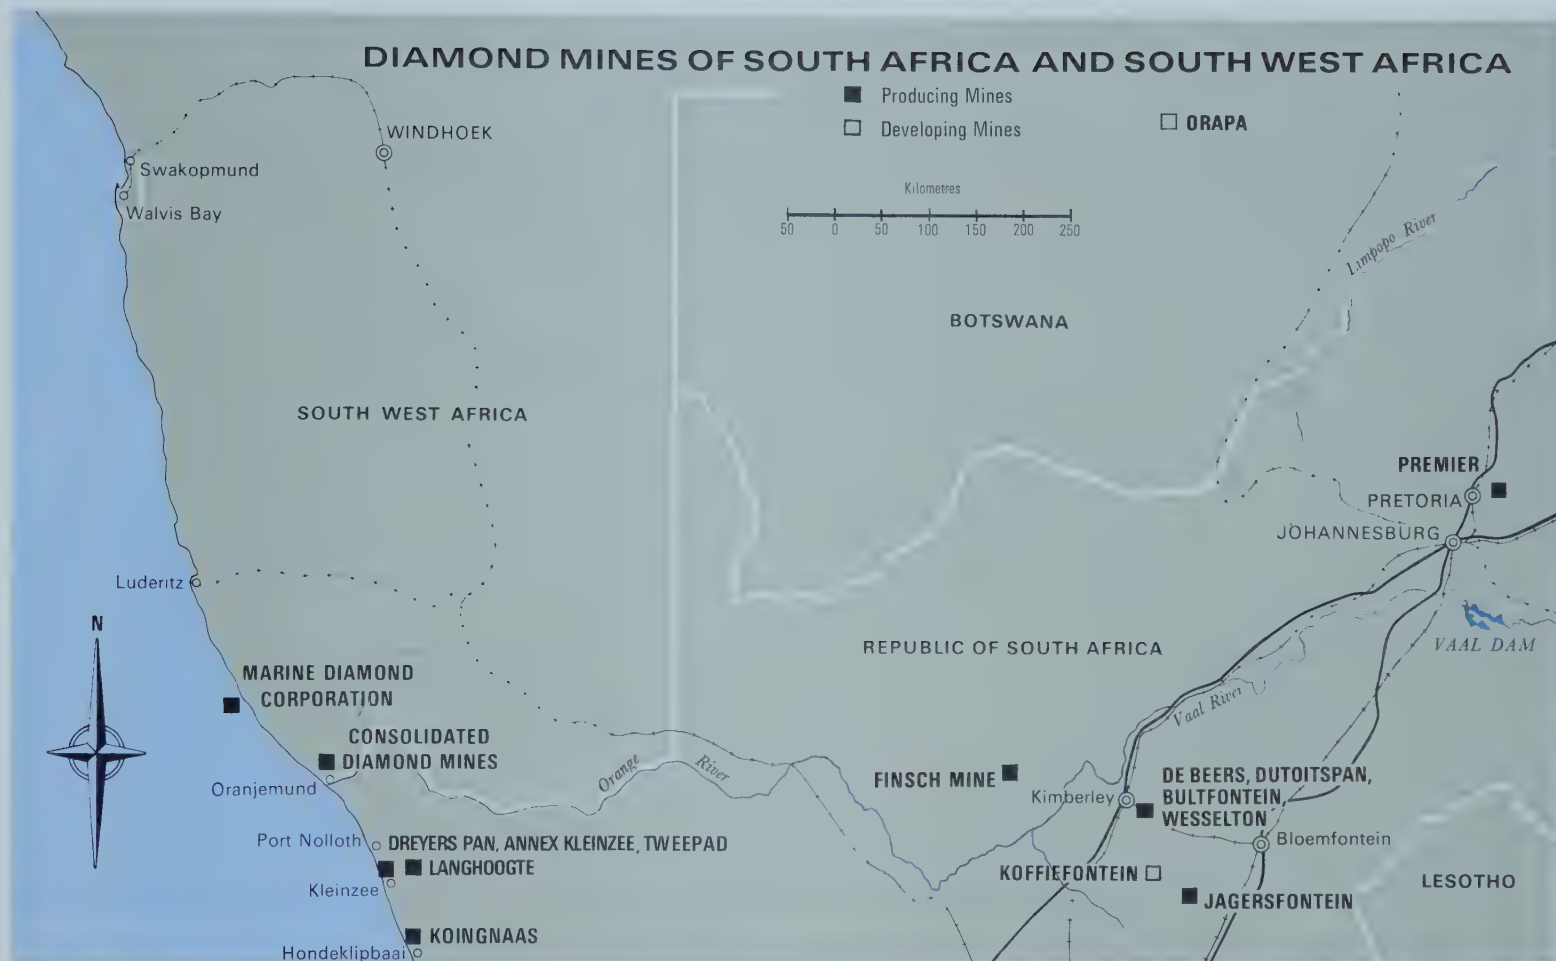 DIAMOND MINES OF SOUTH AFRICA AND SOUTH WEST AFRICA
Producing Mines
Developing Mines
ORAPA
WINDHOEK
Swakopmund
Walvis Bay
Kilometres
50 0 50 100 150 200 250
Limpopo River
BOTSWANA
SOUTH WEST AFRICA
PREMIER
PRETORIA
JOHANNESBURG
Luderitz
N
VAAL DAM
REPUBLIC OF SOUTH AFRICA
MARINE DIAMOND
CORPORATION
Vaal River
CONSOLIDATED
DIAMOND MINES
Orange River
Oranjemund
FINSCH MINE
Kimberley
DE BEERS, DUTOITSPAN,
BULTFONTEIN,
WESSELTON
Port Nolloth
DREYERS PAN, ANNEX KLEINZEE, TWEEPAD
LANGHOOGTE
Kleinzee
Bloemfontein
KOFFIEFONTEIN
LESOTHO
JAGERSFONTEIN
KOINGNAAS
Hondeklipbaai